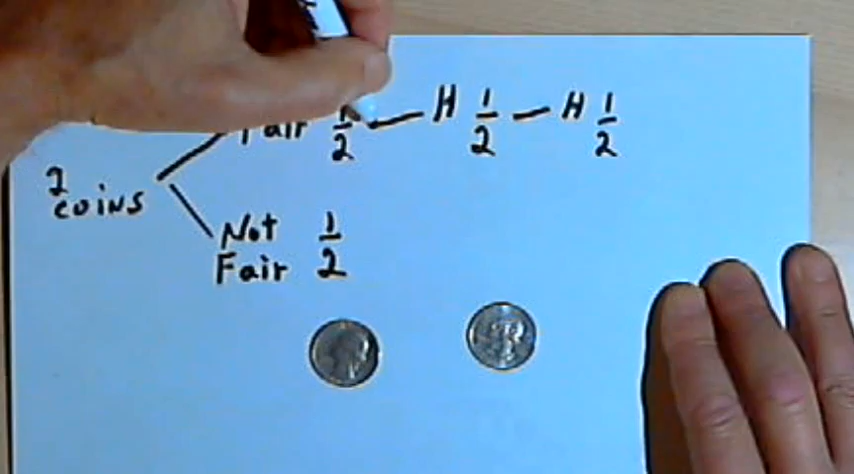 Fair 1/2 — H 1/2 — H 1/2
2
coins
Not
Fair 1/2